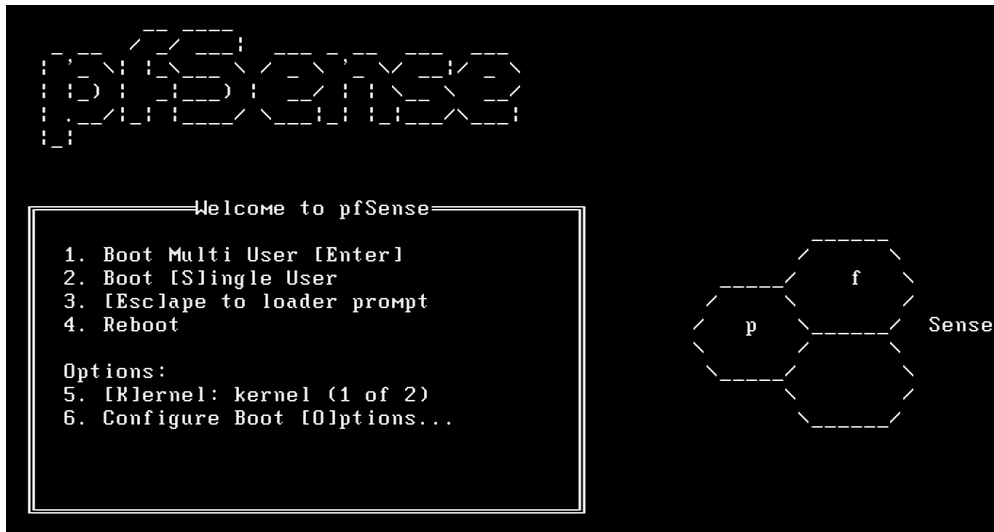 pfSense
Welcome to pfSense
1. Boot Multi User [Enter]
2. Boot [S]ingle User
3. [Esc]ape to loader prompt
4. Reboot
Options:
5. [K]ernel: kernel (1 of 2)
6. Configure Boot [O]ptions...
f
p
Sense